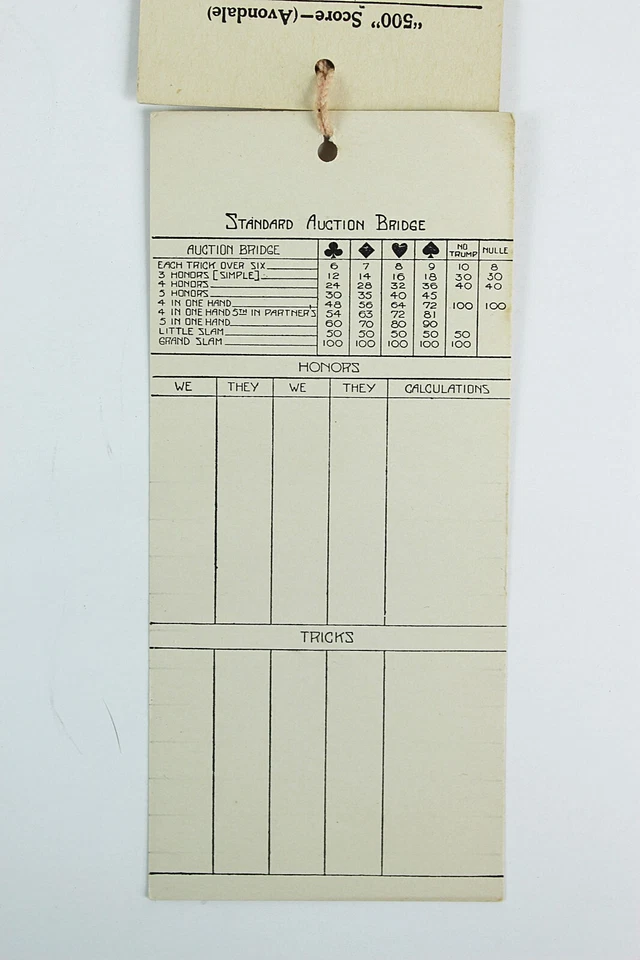 "500" Score—(Avondale)
STANDARD AUCTION BRIDGE
AUCTION BRIDGE ♣ ♦ ♥ ♠ NO TRUMP NULLE
EACH TRICK OVER SIX 6 7 8 9 10 8
3 HONORS [SIMPLE] 12 14 16 18 30 30
4 HONORS 24 28 32 36 40 40
5 HONORS 30 35 40 45
4 IN ONE HAND 48 56 64 72 100 100
4 IN ONE HAND 5TH IN PARTNER'S 54 63 72 81
5 IN ONE HAND 60 70 80 90
LITTLE SLAM 50 50 50 50 50
GRAND SLAM 100 100 100 100 100
HONORS
WE THEY WE THEY CALCULATIONS
TRICKS